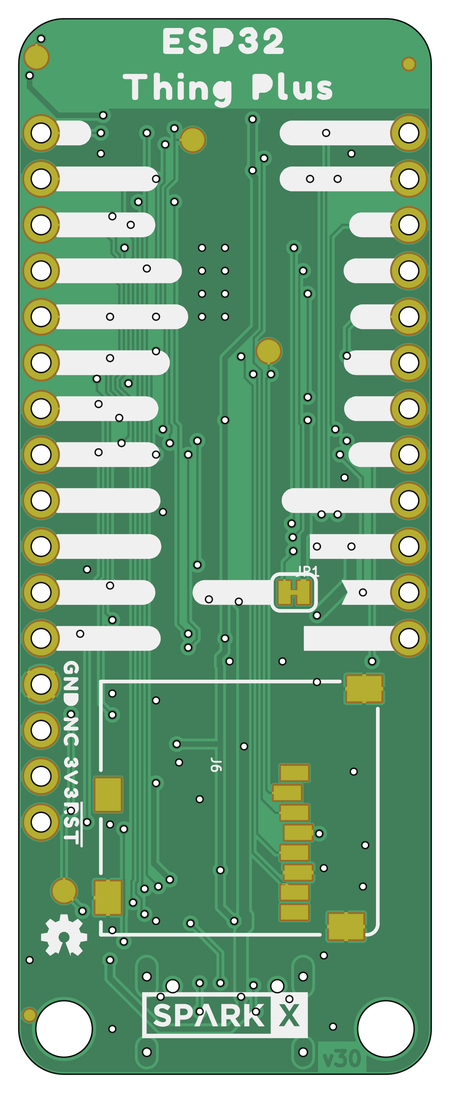 ESP32
Thing Plus
JP1
GND NC 3V3 RST
J6
SPARK X
v30